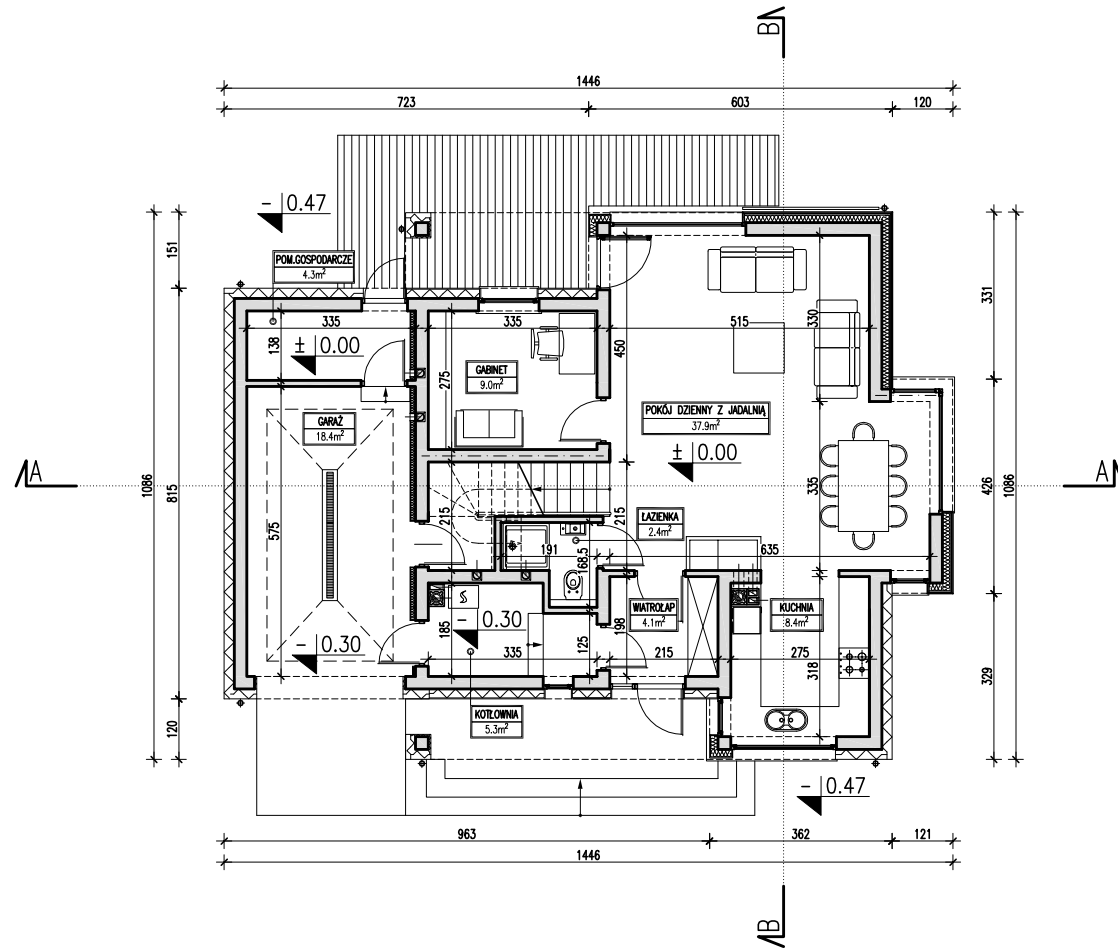 B
1446
723
603
120
- 0.47
POM.GOSPODARCZE
4.3m²
151
331
335
335
515
330
138
± 0.00
450
275
GABINET
9.0m²
GARAŻ
18.4m²
POKÓJ DZIENNY Z JADALNIĄ
37.9m²
± 0.00
A
A
1086
815
335
426
1086
575
215
215
ŁAZIENKA
2.4m²
191
168.5
635
WIATROŁAP
4.1m²
KUCHNIA
8.4m²
185
- 0.30
198
125
- 0.30
335
215
275
318
329
KOTŁOWNIA
5.3m²
120
- 0.47
963
362
121
1446
B